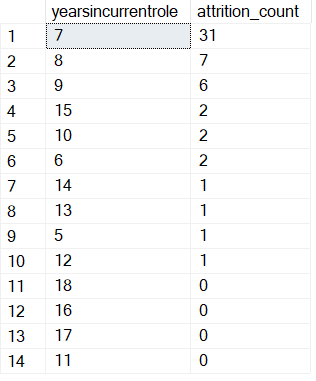 yearsincurrentrole attrition_count
1 7 31
2 8 7
3 9 6
4 15 2
5 10 2
6 6 2
7 14 1
8 13 1
9 5 1
10 12 1
11 18 0
12 16 0
13 17 0
14 11 0